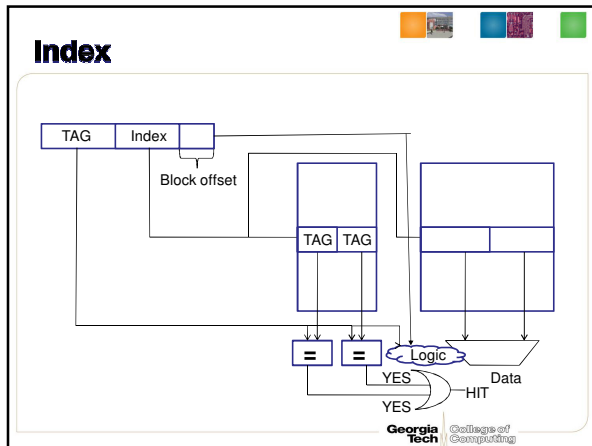 Index
TAG Index
Block offset
TAG TAG
= =
Logic
YES
Data
HIT
YES
Georgia Tech
College of Computing